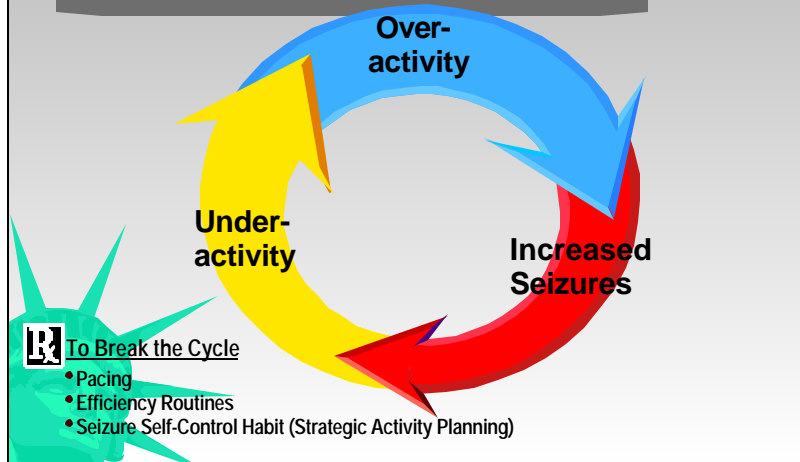 Over-
activity
Under-
activity
Increased
Seizures
Rx
To Break the Cycle
• Pacing
• Efficiency Routines
• Seizure Self-Control Habit (Strategic Activity Planning)